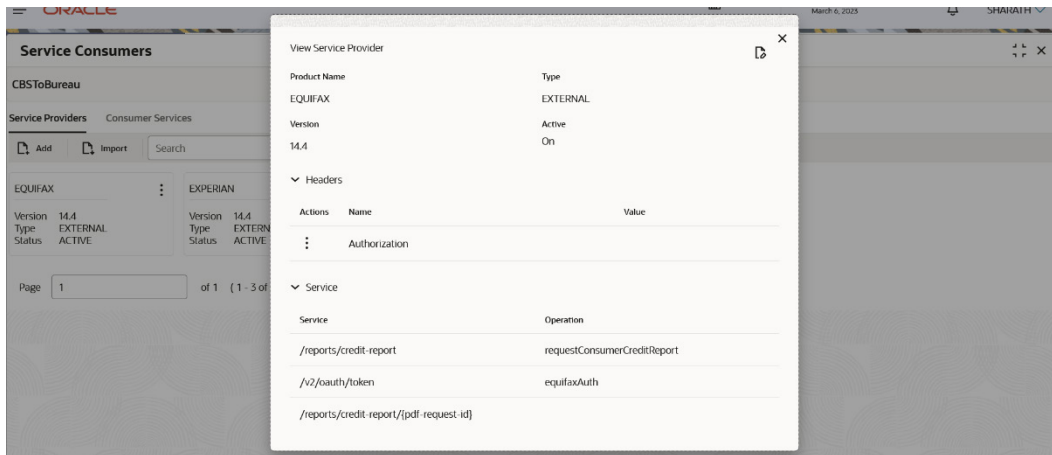 ORACLE
March 6, 2023
SHARATH
Service Consumers
CBSToBureau
Service Providers Consumer Services
Add Import Search
EQUIFAX
Version 14.4
Type EXTERNAL
Status ACTIVE
EXPERIAN
Version 14.4
Type EXTERN
Status ACTIVE
Page 1 of 1 (1 - 3 of
View Service Provider
Product Name Type
EQUIFAX EXTERNAL
Version Active
14.4 On
Headers
Actions Name Value
Authorization
Service
Service Operation
/reports/credit-report requestConsumerCreditReport
/v2/oauth/token equifaxAuth
/reports/credit-report/{pdf-request-id}